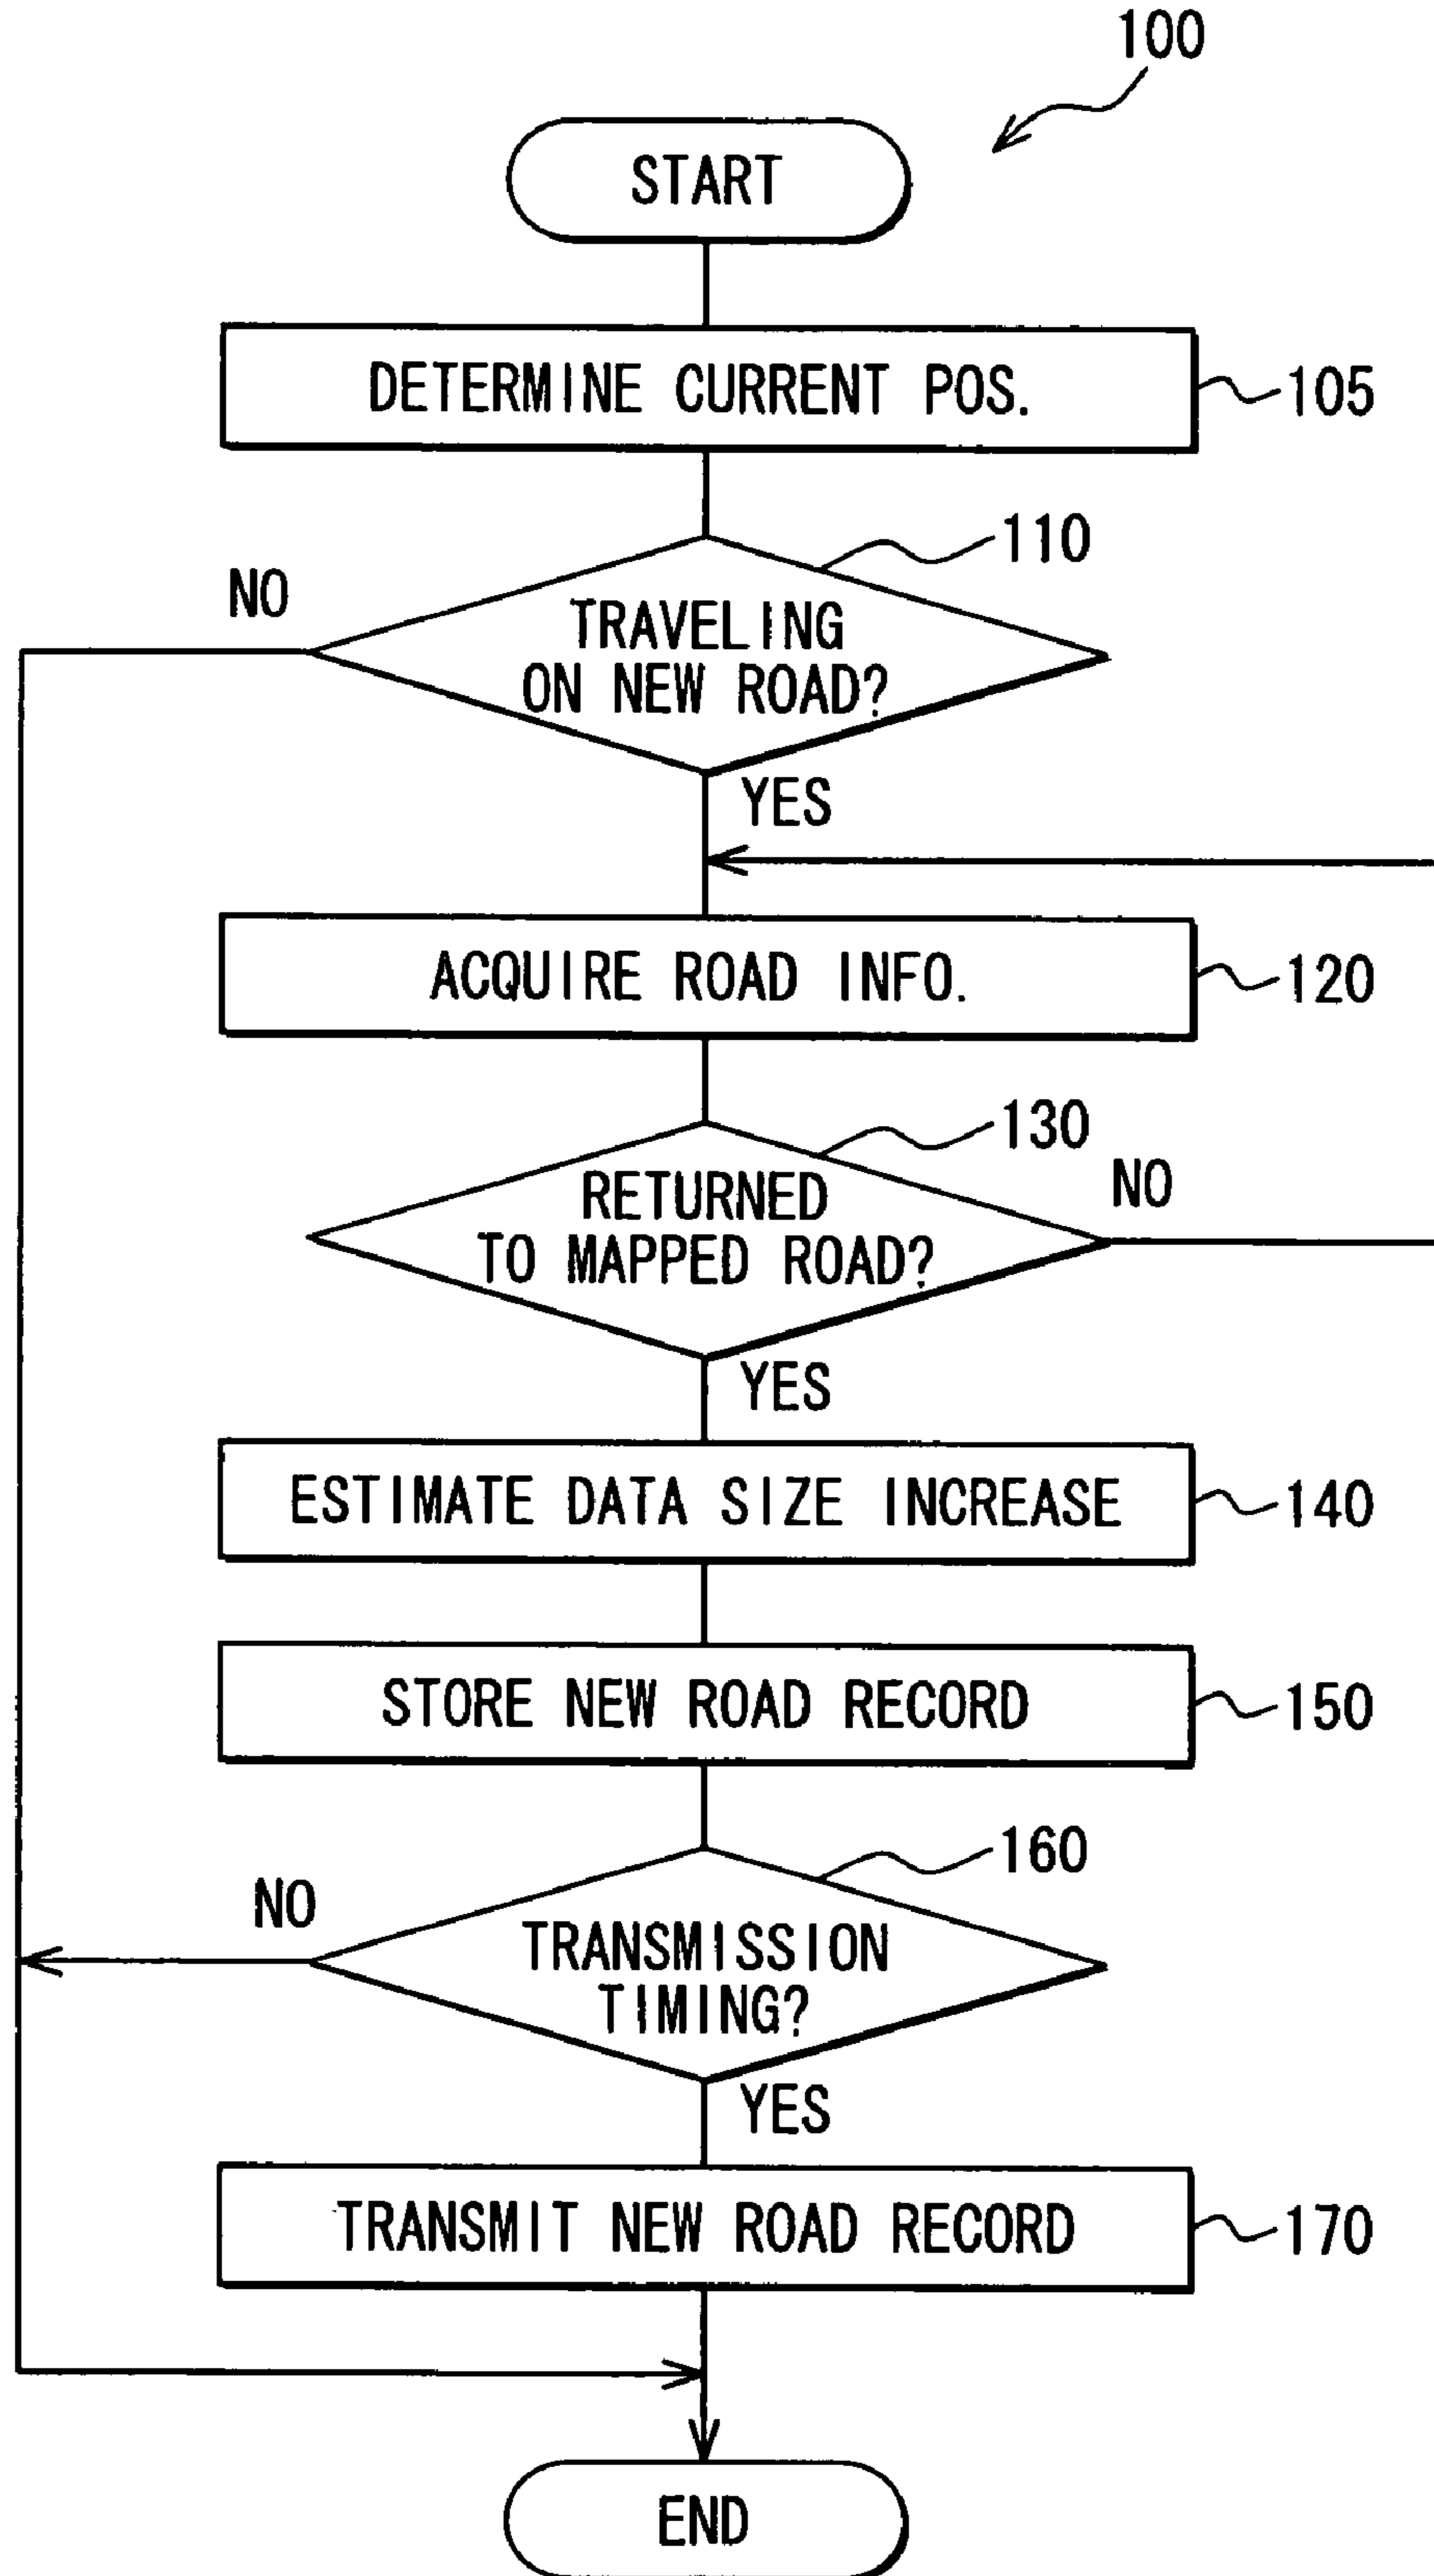 100
START
DETERMINE CURRENT POS.
105
110
NO
TRAVELING
ON NEW ROAD?
YES
ACQUIRE ROAD INFO.
120
130
RETURNED
TO MAPPED ROAD?
NO
YES
ESTIMATE DATA SIZE INCREASE
140
STORE NEW ROAD RECORD
150
160
NO
TRANSMISSION
TIMING?
YES
TRANSMIT NEW ROAD RECORD
170
END